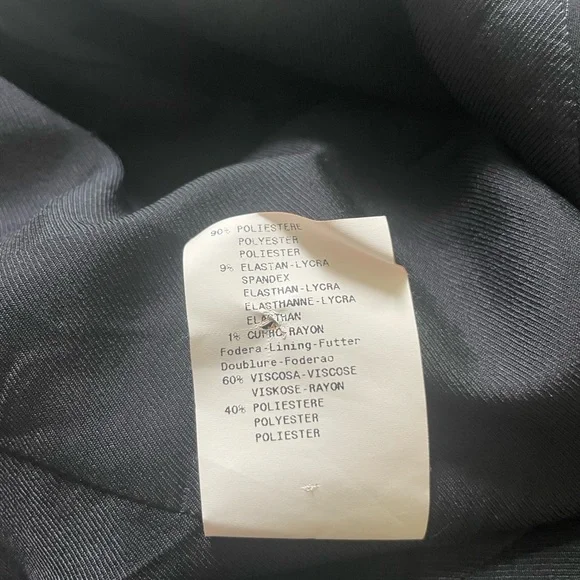 90% POLIESTERE
POLYESTER
POLIESTER
9% ELASTAN-LYCRA
SPANDEX
ELASTHAN-LYCRA
ELASTHANNE-LYCRA
ELASTHAN
1% CUPRO-RAYON
Fodera-Lining-Futter
Doublure-Foderao
60% VISCOSA-VISCOSE
VISKOSE-RAYON
40% POLIESTERE
POLYESTER
POLIESTER